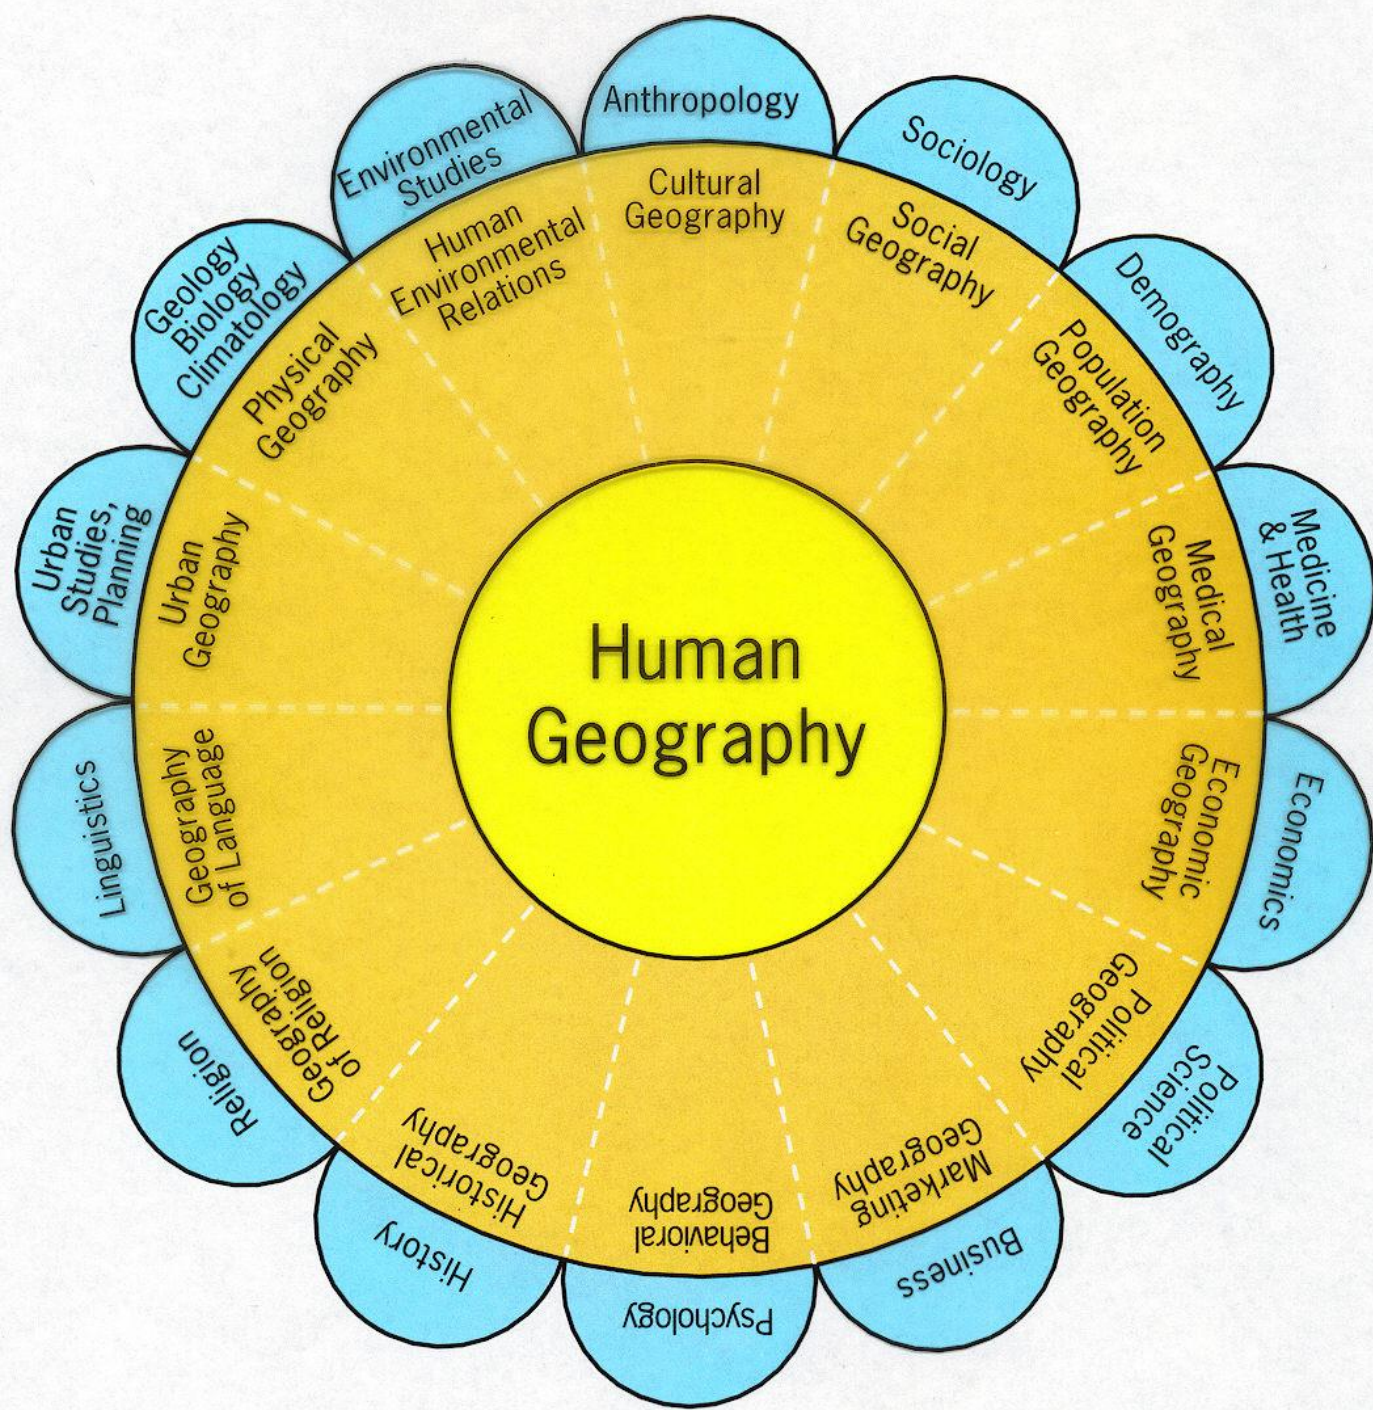 Anthropology
Cultural
Geography
Sociology
Social
Geography
Demography
Population
Geography
Medicine
& Health
Medical
Geography
Economics
Economic
Geography
Political
Science
Political
Geography
Business
Marketing
Geography
Psychology
Behavioral
Geography
History
Historical
Geography
Religion
Geography
of Religion
Linguistics
Geography
of Language
Urban
Studies,
Planning
Urban
Geography
Geology
Biology
Climatology
Physical
Geography
Environmental
Studies
Human
Environmental
Relations
Human
Geography